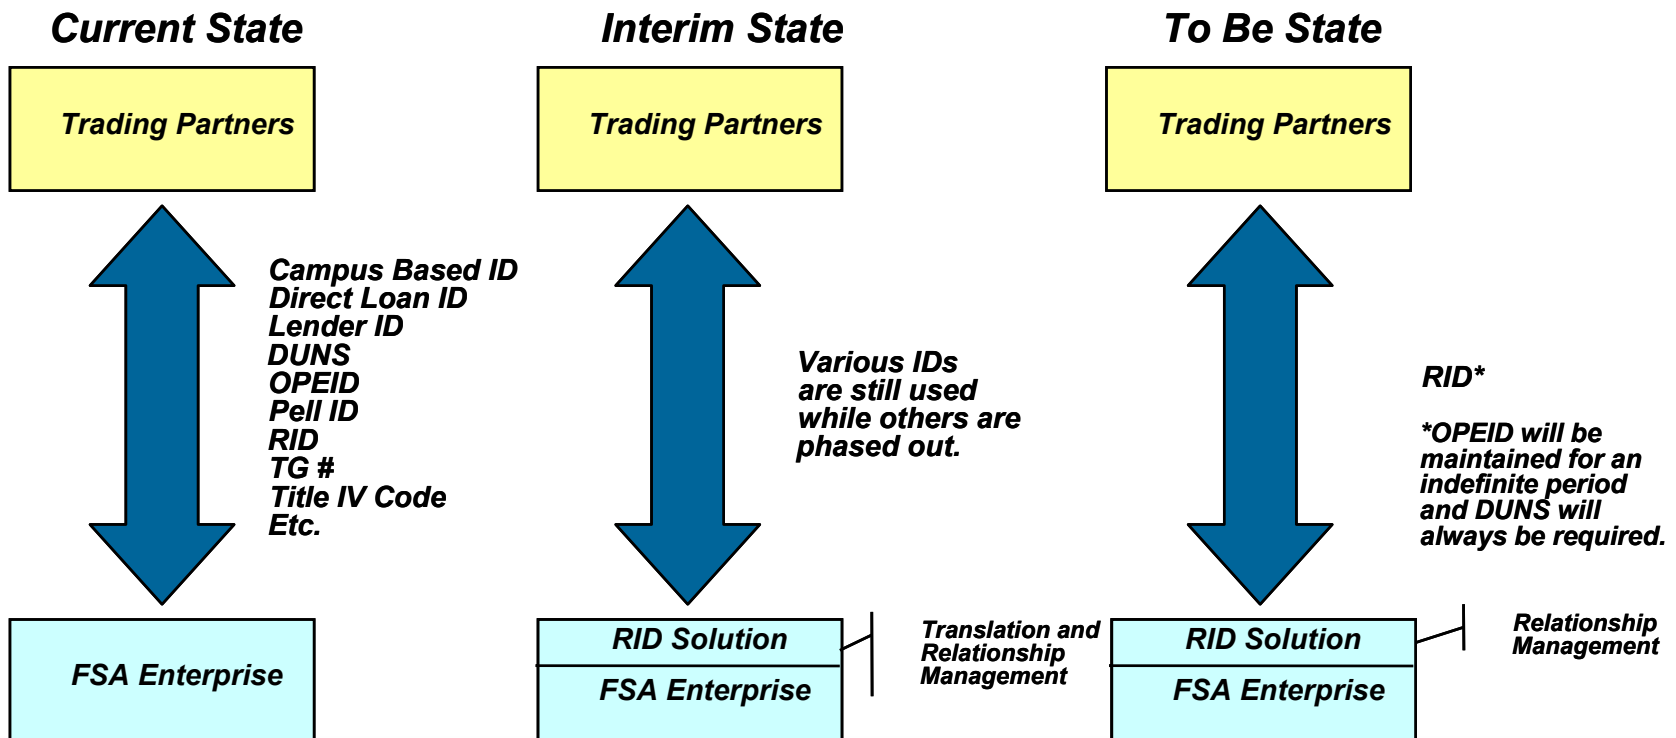 Current State
Interim State
To Be State
Trading Partners
Trading Partners
Trading Partners
Campus Based ID
Direct Loan ID
Lender ID
DUNS
OPEID
Pell ID
RID
TG #
Title IV Code
Etc.
Various IDs
are still used
while others are
phased out.
RID*
*OPEID will be
maintained for an
indefinite period
and DUNS will
always be required.
FSA Enterprise
RID Solution
FSA Enterprise
Translation and
Relationship
Management
RID Solution
FSA Enterprise
Relationship
Management